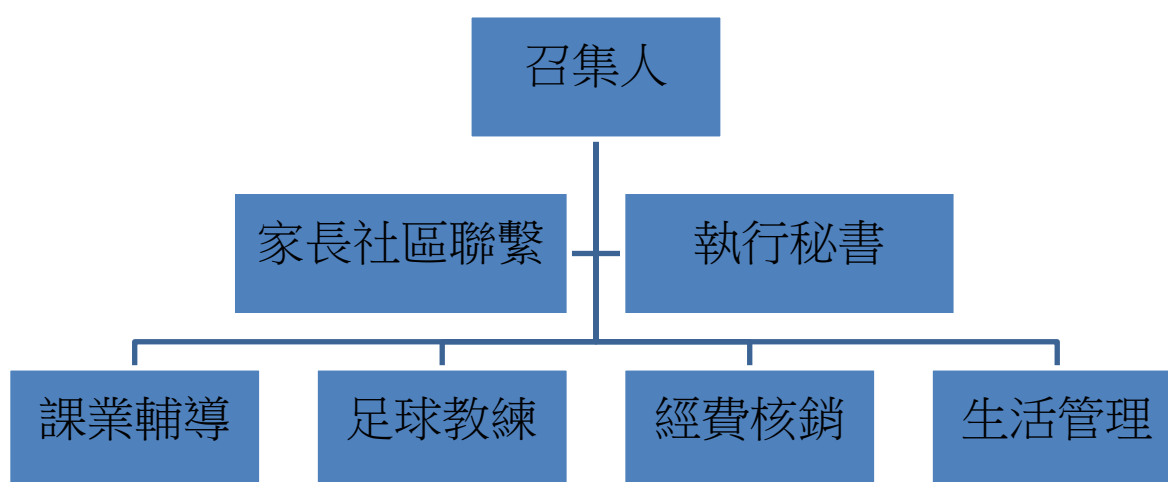 召集人
家長社區聯繫
執行秘書
課業輔導
足球教練
經費核銷
生活管理